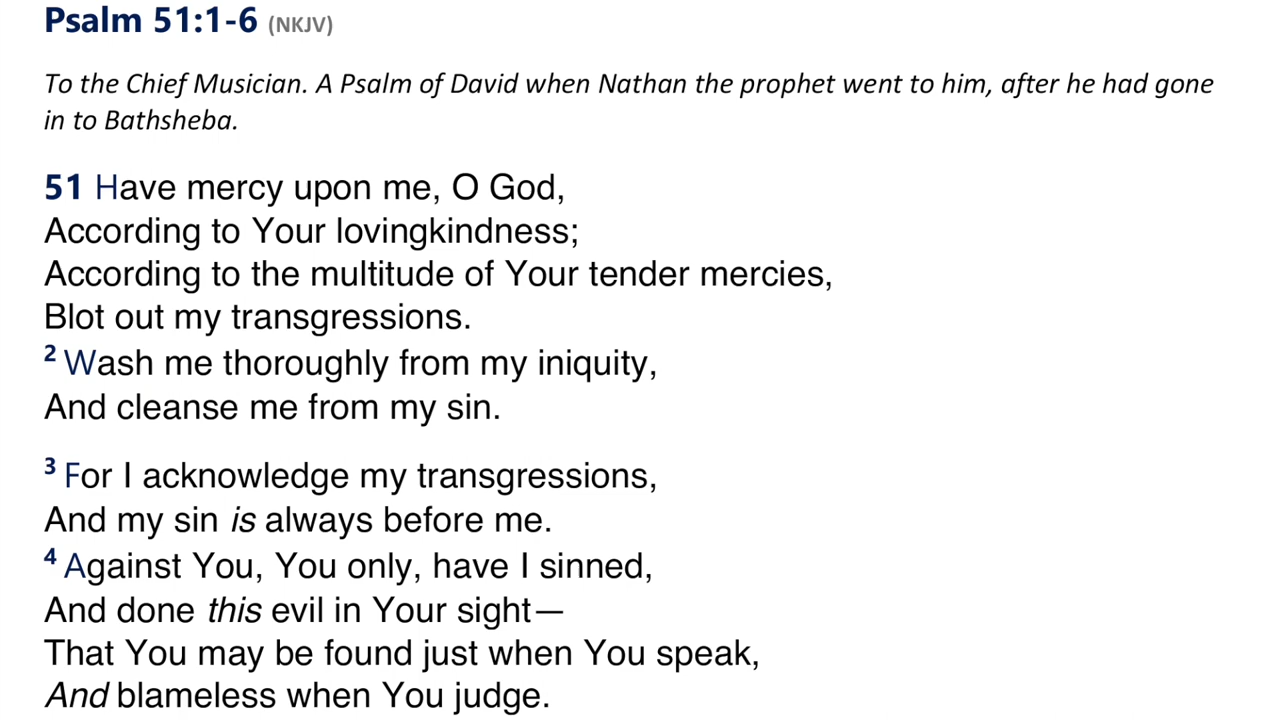 Psalm 51:1-6 (NKJV)
To the Chief Musician. A Psalm of David when Nathan the prophet went to him, after he had gone
in to Bathsheba.
51 Have mercy upon me, O God,
According to Your lovingkindness;
According to the multitude of Your tender mercies,
Blot out my transgressions.
2 Wash me thoroughly from my iniquity,
And cleanse me from my sin.
3 For I acknowledge my transgressions,
And my sin is always before me.
4 Against You, You only, have I sinned,
And done this evil in Your sight—
That You may be found just when You speak,
And blameless when You judge.